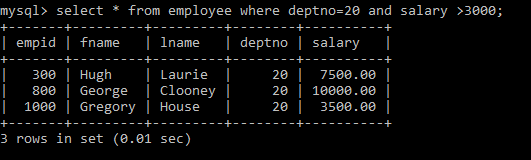 mysql> select * from employee where deptno=20 and salary >3000;
+-------+---------+---------+--------+----------+
| empid | fname   | lname   | deptno | salary   |
+-------+---------+---------+--------+----------+
|   300 | Hugh    | Laurie  |     20 |  7500.00 |
|   800 | George  | Clooney |     20 | 10000.00 |
|  1000 | Gregory | House   |     20 |  3500.00 |
+-------+---------+---------+--------+----------+
3 rows in set (0.01 sec)